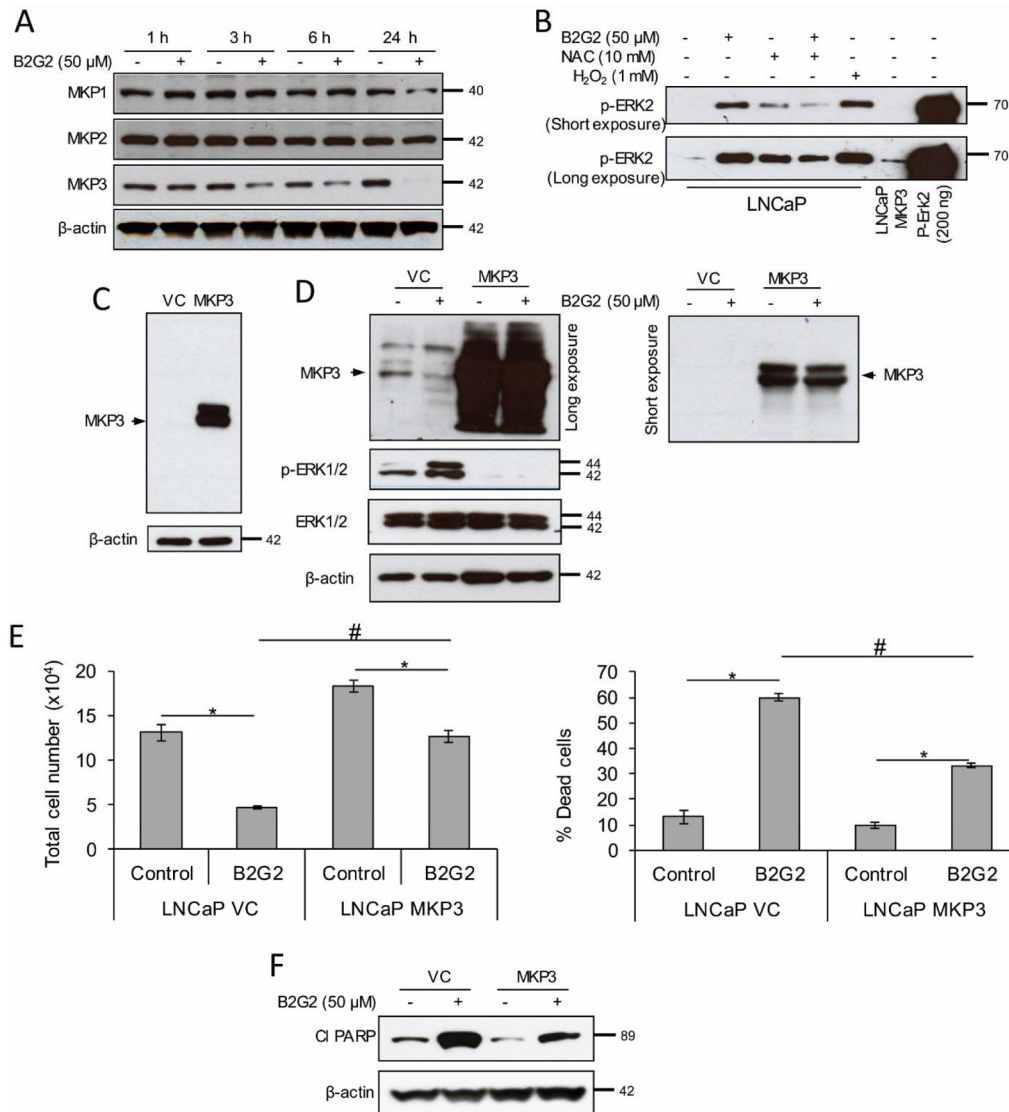 A
1 h 3 h 6 h 24 h
B2G2 (50 µM) - + - + - + - +
MKP1 40
MKP2 42
MKP3 42
β-actin 42
B
B2G2 (50 µM) - + - + - - -
NAC (10 mM) - - + + - - -
H₂O₂ (1 mM) - - - - + - -
p-ERK2 70
(Short exposure)
p-ERK2 70
(Long exposure)
LNCaP
LNCaP
MKP3
P-Erk2
(200 ng)
C
VC MKP3
MKP3
β-actin 42
D
VC MKP3
- + - + B2G2 (50 µM)
MKP3
Long exposure
p-ERK1/2 44
42
ERK1/2 44
42
β-actin 42
VC MKP3
- + - +
Short exposure
MKP3
E
Total cell number (x10⁴)
20
15
10
5
0
* * #
Control B2G2 Control B2G2
LNCaP VC LNCaP MKP3
% Dead cells
70
60
50
40
30
20
10
0
* * #
Control B2G2 Control B2G2
LNCaP VC LNCaP MKP3
F
VC MKP3
B2G2 (50 µM) - + - +
Cl PARP 89
β-actin 42